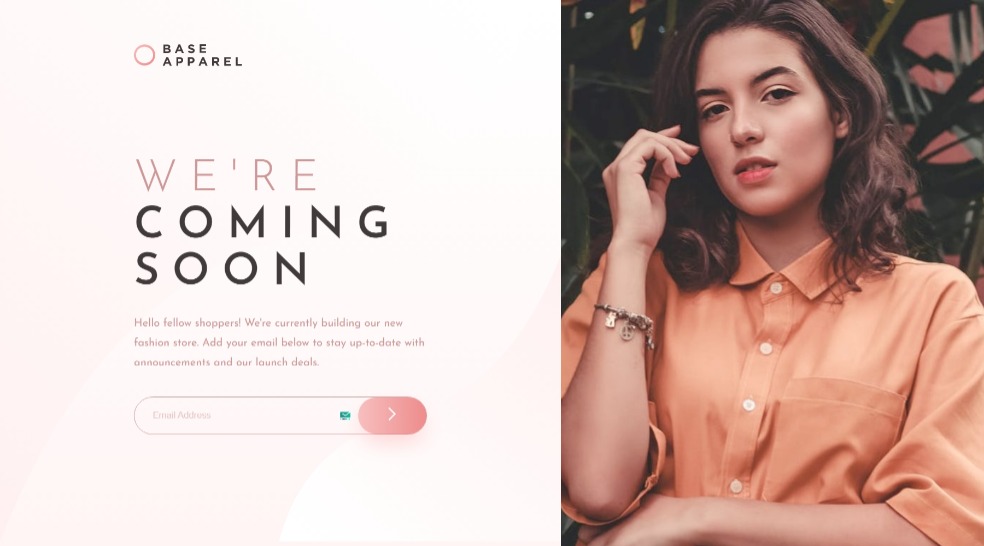 BASE
APPAREL
WE'RE
COMING
SOON
Hello fellow shoppers! We're currently building our new
fashion store. Add your email below to stay up-to-date with
announcements and our launch deals.
Email Address